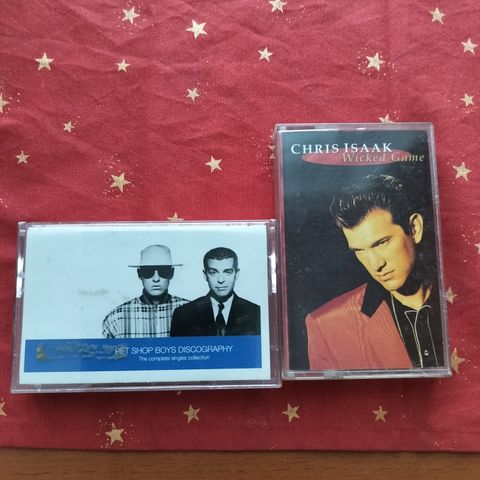 PET SHOP BOYS DISCOGRAPHY
The complete singles collection
CHRIS ISAAK
Wicked Game